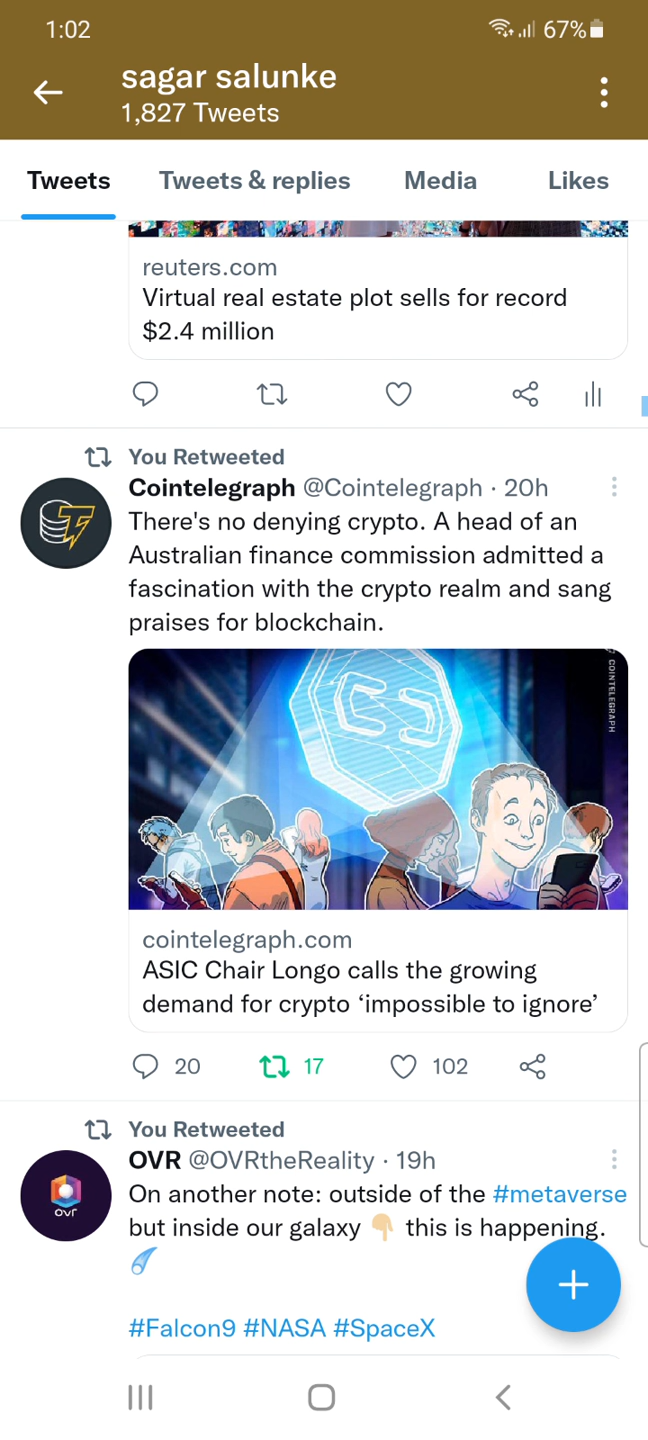 1:02
67%
sagar salunke
1,827 Tweets
Tweets Tweets & replies Media Likes
reuters.com
Virtual real estate plot sells for record
$2.4 million
You Retweeted
Cointelegraph @Cointelegraph · 20h
There's no denying crypto. A head of an
Australian finance commission admitted a
fascination with the crypto realm and sang
praises for blockchain.
COINTELEGRAPH
cointelegraph.com
ASIC Chair Longo calls the growing
demand for crypto ‘impossible to ignore’
20 17 102
You Retweeted
OVR @OVRtheReality · 19h
ovr
On another note: outside of the #metaverse
but inside our galaxy 👇🏼 this is happening.
☄️
#Falcon9 #NASA #SpaceX